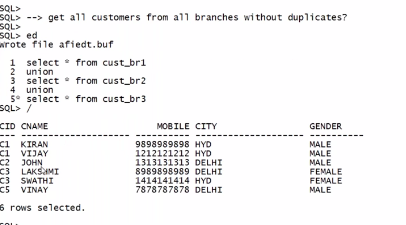 SQL>
SQL> --> get all customers from all branches without duplicates?
SQL>
SQL> ed
Wrote file afiedt.buf
1 select * from cust_br1
2 union
3 select * from cust_br2
4 union
5* select * from cust_br3
SQL> /
CID CNAME MOBILE CITY GENDER
--- -------------------- ---------- -------------------- ----------
C1 KIRAN 9898989898 HYD MALE
C1 VIJAY 1212121212 HYD MALE
C2 JOHN 1313131313 DELHI MALE
C3 LAKSHMI 8989898989 DELHI FEMALE
C3 SWATHI 1414141414 HYD FEMALE
C5 VINAY 7878787878 DELHI MALE
6 rows selected.
SQL>